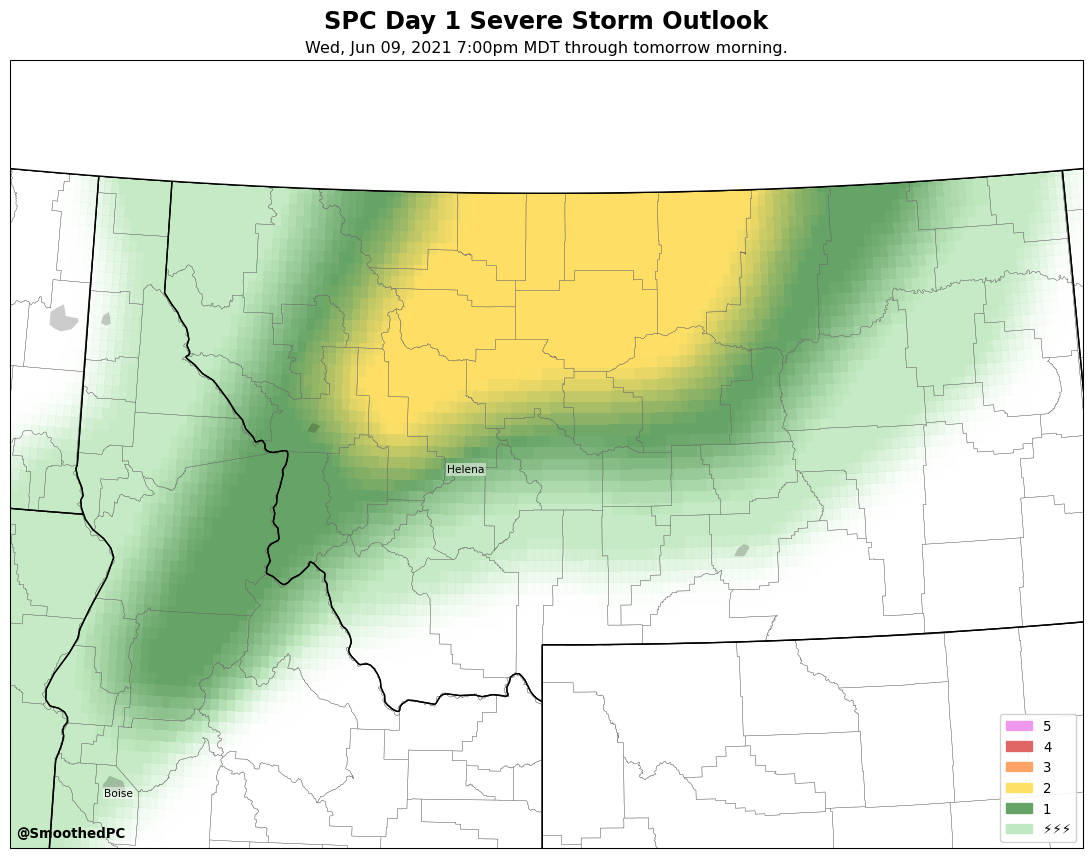 SPC Day 1 Severe Storm Outlook
Wed, Jun 09, 2021 7:00pm MDT through tomorrow morning.
Helena
Boise
@SmoothedPC
5
4
3
2
1
⚡⚡⚡